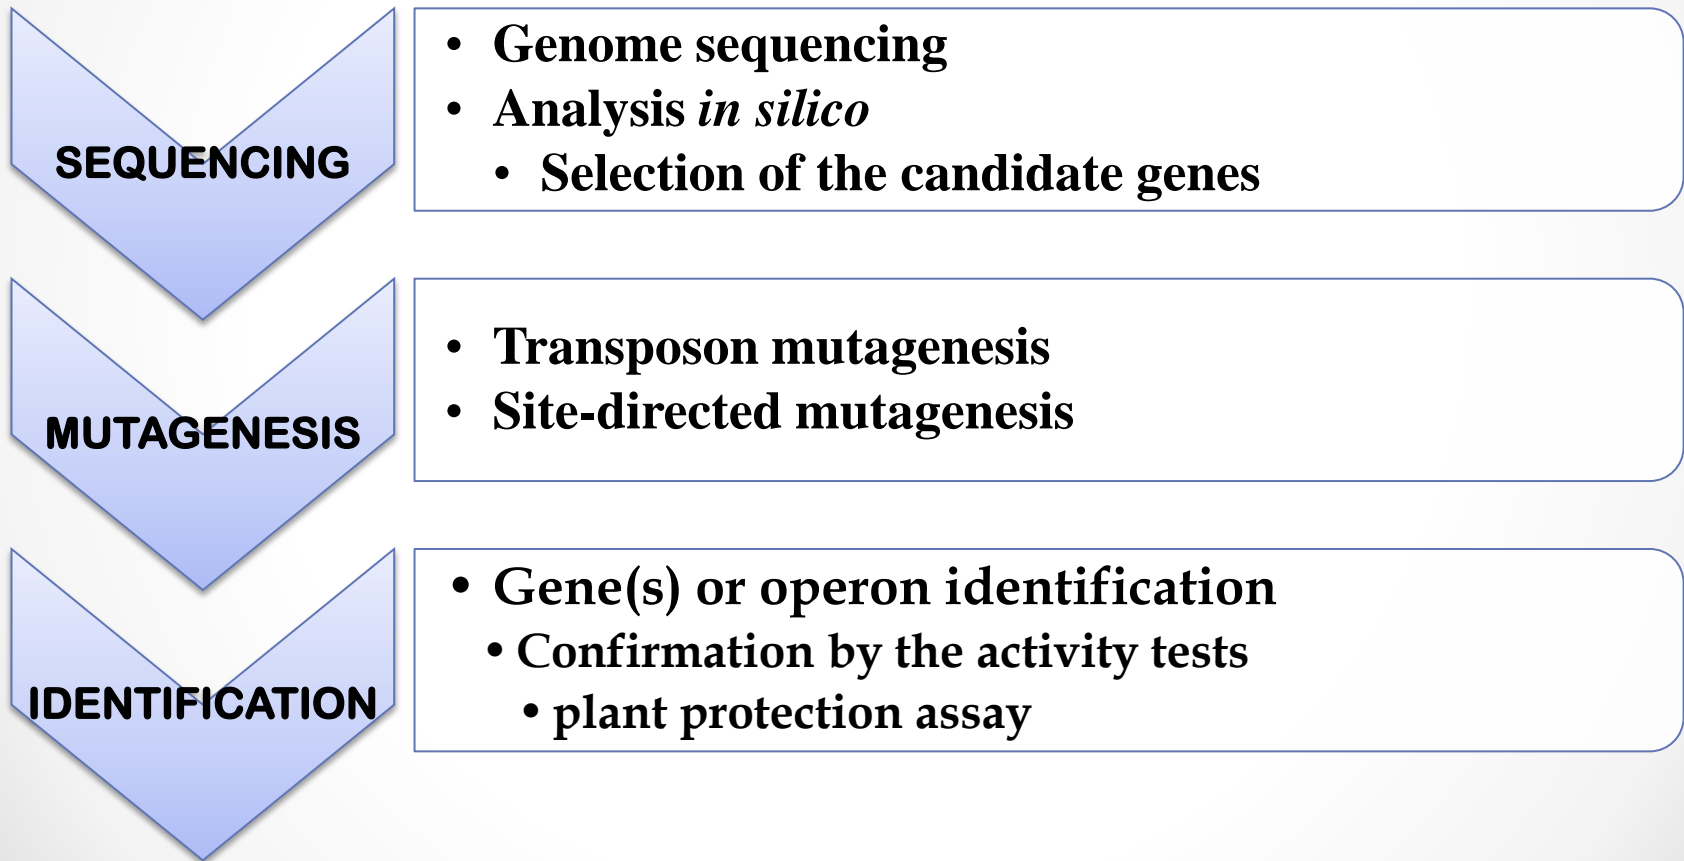 SEQUENCING
• Genome sequencing
• Analysis in silico
• Selection of the candidate genes
MUTAGENESIS
• Transposon mutagenesis
• Site-directed mutagenesis
IDENTIFICATION
• Gene(s) or operon identification
• Confirmation by the activity tests
• plant protection assay